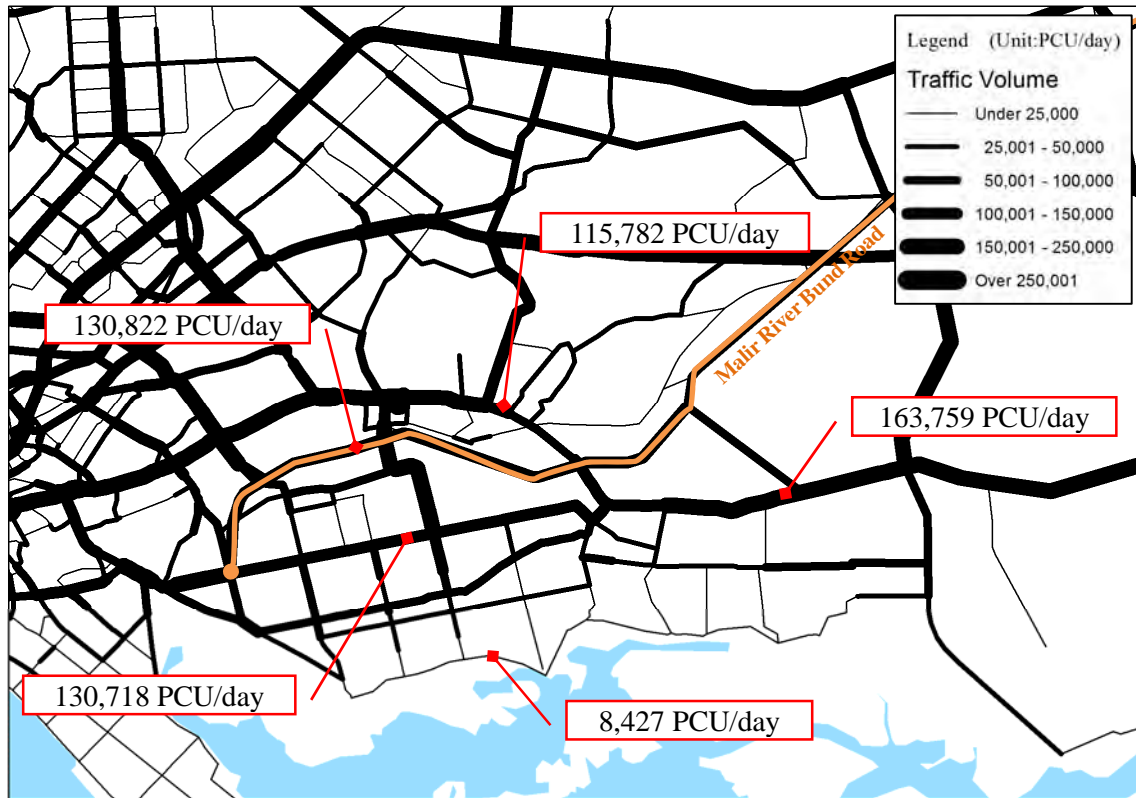 Legend (Unit:PCU/day)
Traffic Volume
Under 25,000
25,001 - 50,000
50,001 - 100,000
100,001 - 150,000
150,001 - 250,000
Over 250,001
115,782 PCU/day
130,822 PCU/day
Malir River Bund Road
163,759 PCU/day
130,718 PCU/day
8,427 PCU/day